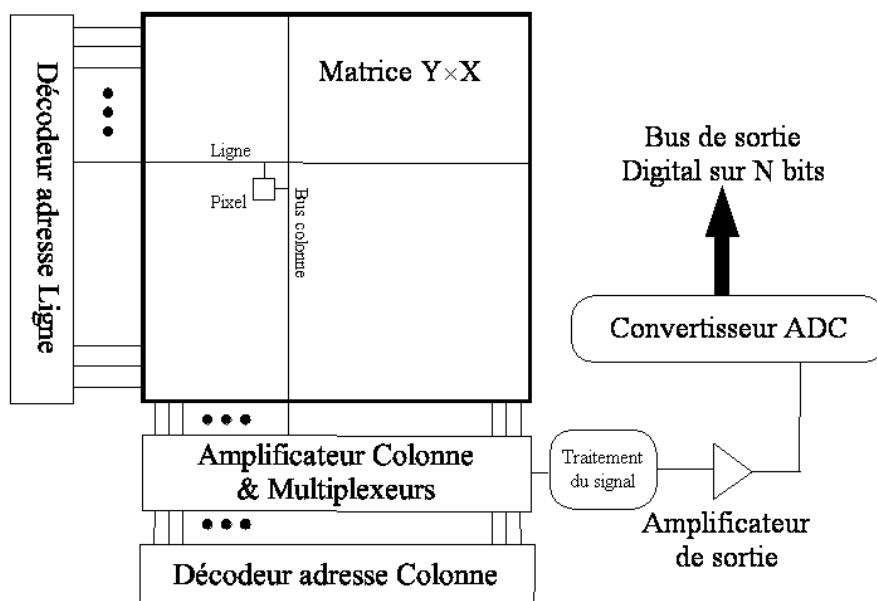 Décodeur adresse Ligne
Matrice Y×X
Ligne
Pixel
Bus colonne
Bus de sortie
Digital sur N bits
Convertisseur ADC
Amplificateur Colonne
& Multiplexeurs
Traitement
du signal
Amplificateur
de sortie
Décodeur adresse Colonne